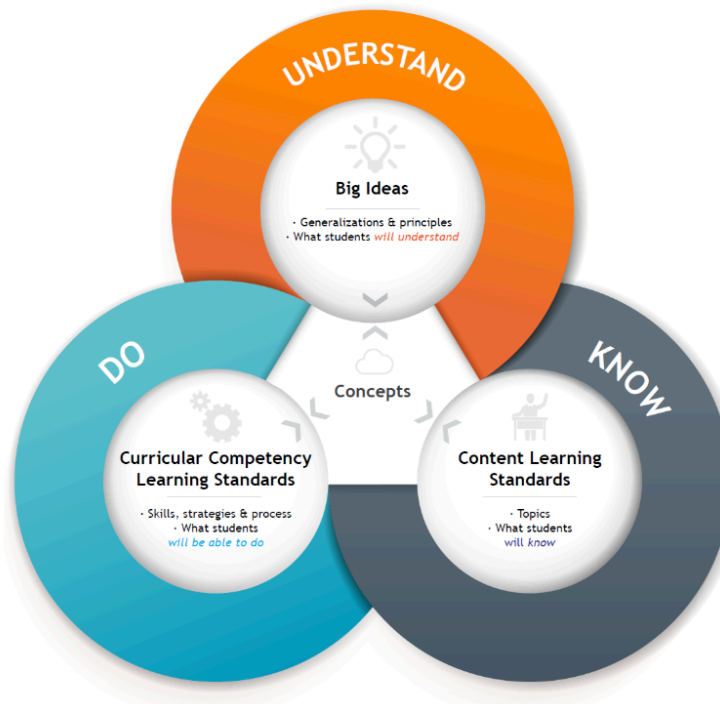 UNDERSTAND
Big Ideas
· Generalizations & principles
· What students will understand
DO
KNOW
Concepts
Curricular Competency
Learning Standards
· Skills, strategies & process
· What students
will be able to do
Content Learning
Standards
· Topics
· What students
will know